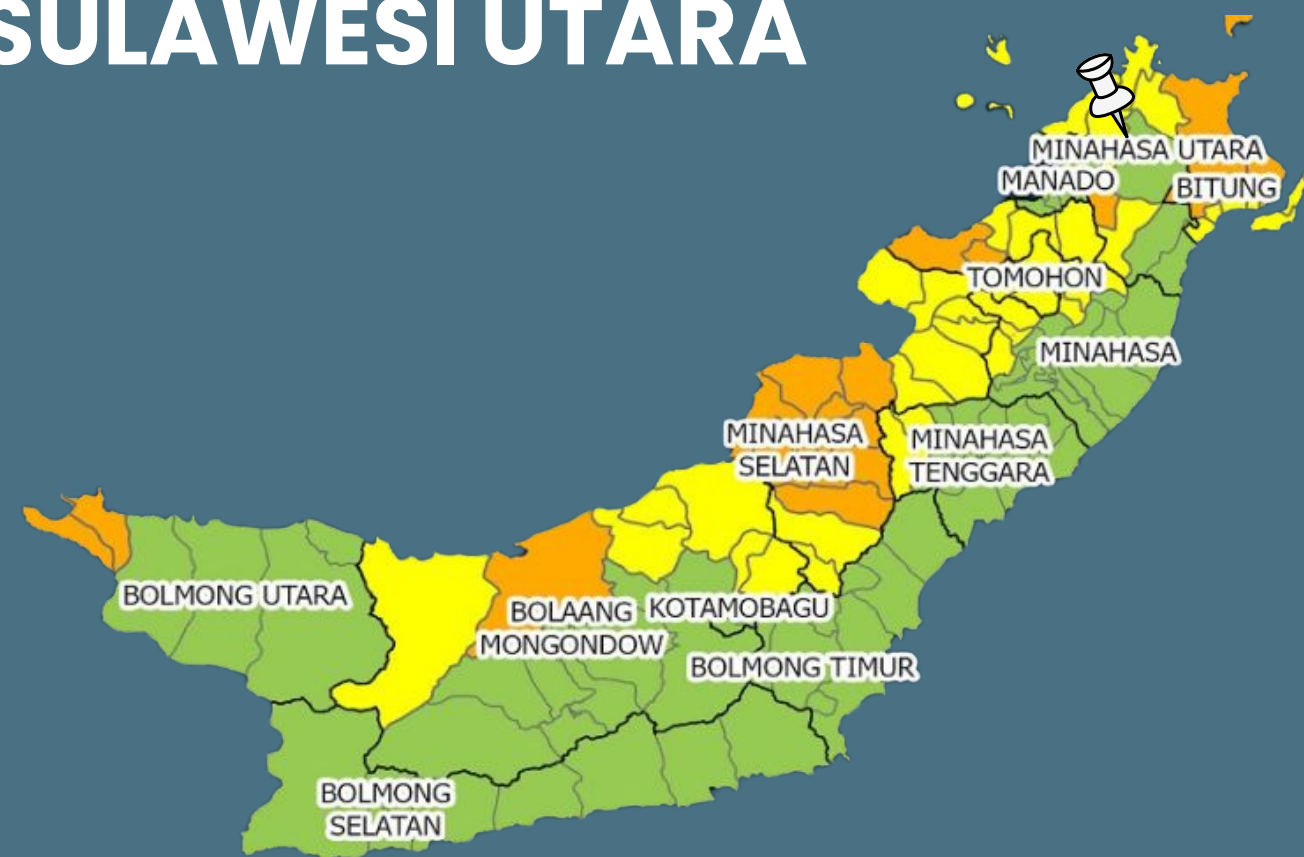 SULAWESI UTARA
MINAHASA UTARA
MANADO
BITUNG
TOMOHON
MINAHASA
MINAHASA
SELATAN
MINAHASA
TENGGARA
BOLMONG UTARA
BOLAANG
MONGONDOW
KOTAMOBAGU
BOLMONG TIMUR
BOLMONG
SELATAN